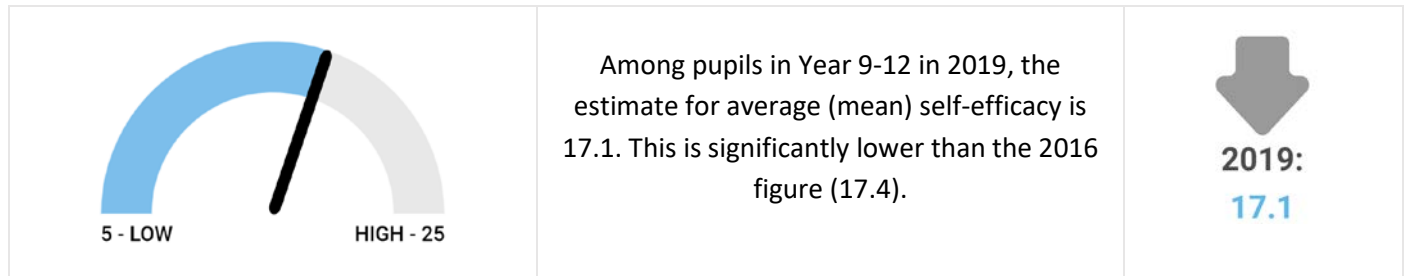 5 - LOW
HIGH - 25
Among pupils in Year 9-12 in 2019, the
estimate for average (mean) self-efficacy is
17.1. This is significantly lower than the 2016
figure (17.4).
2019:
17.1